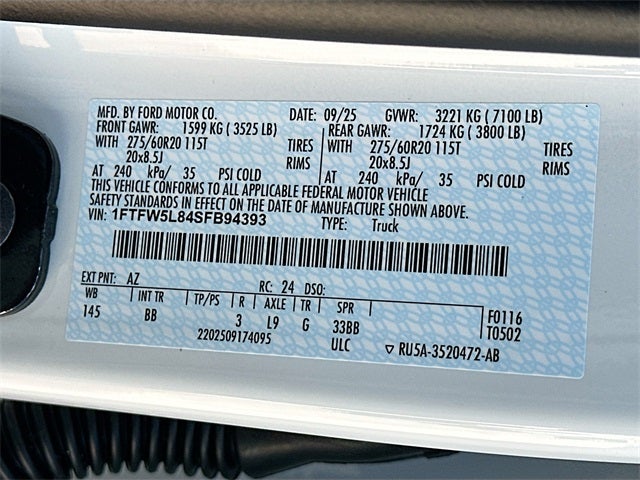 MFD. BY FORD MOTOR CO. DATE: 09/25 GVWR: 3221 KG ( 7100 LB)
FRONT GAWR: 1599 KG ( 3525 LB) REAR GAWR: 1724 KG ( 3800 LB)
WITH 275/60R20 115T TIRES WITH 275/60R20 115T TIRES
20x8.5J RIMS 20x8.5J RIMS
AT 240 kPa/ 35 PSI COLD AT 240 kPa/ 35 PSI COLD
THIS VEHICLE CONFORMS TO ALL APPLICABLE FEDERAL MOTOR VEHICLE
SAFETY STANDARDS IN EFFECT ON THE DATE OF MANUFACTURE SHOWN ABOVE.
VIN: 1FTFW5L84SFB94393 TYPE: Truck
EXT PNT: AZ RC: 24 DSO:
WB INT TR TP/PS R AXLE TR SPR F0116
145 BB 3 L9 G 33BB T0502
2202509174095 ULC ▽ RU5A-3520472-AB